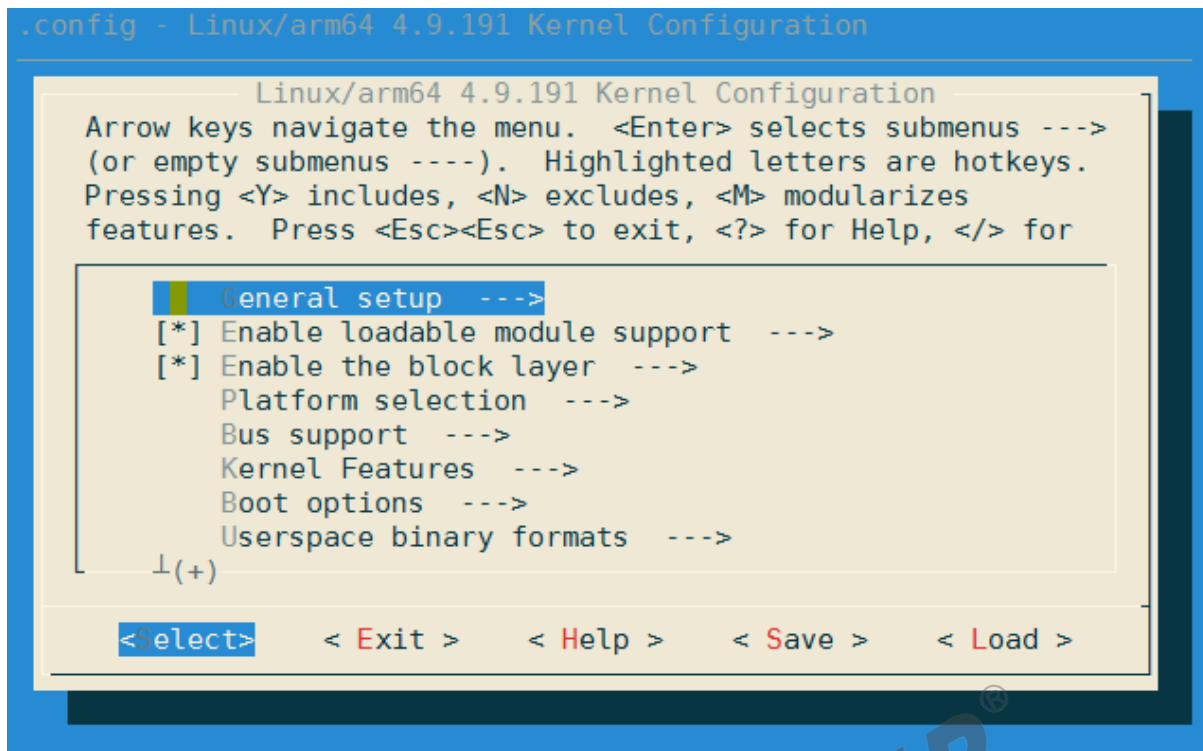 .config - Linux/arm64 4.9.191 Kernel Configuration
Linux/arm64 4.9.191 Kernel Configuration
Arrow keys navigate the menu.  <Enter> selects submenus --->
(or empty submenus ----).  Highlighted letters are hotkeys.
Pressing <Y> includes, <N> excludes, <M> modularizes
features.  Press <Esc><Esc> to exit, <?> for Help, </> for
General setup  --->
[*] Enable loadable module support  --->
[*] Enable the block layer  --->
Platform selection  --->
Bus support  --->
Kernel Features  --->
Boot options  --->
Userspace binary formats  --->
┴(+)
<Select>    < Exit >    < Help >    < Save >    < Load >
®